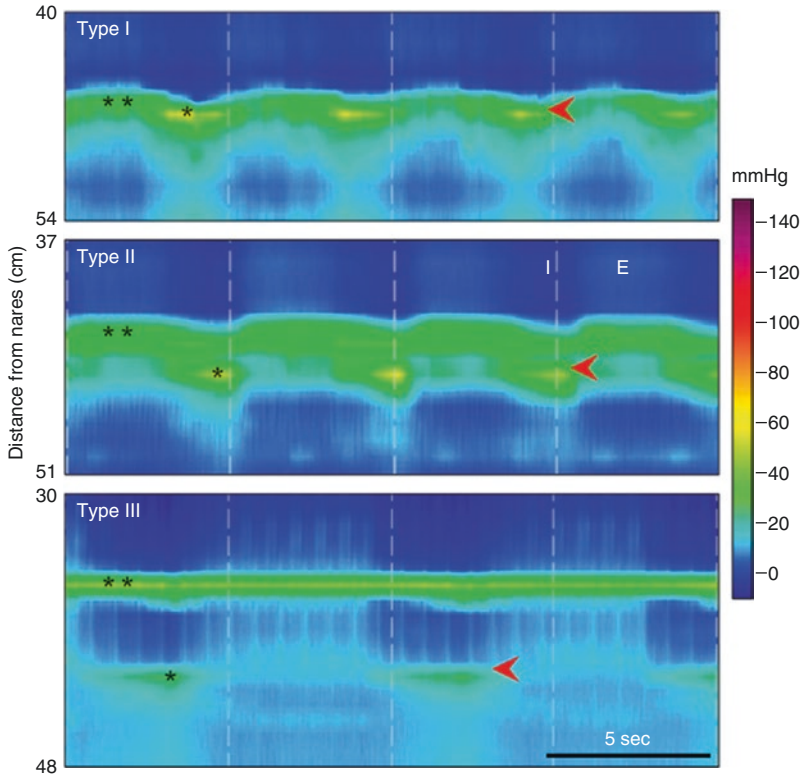 40
Type I
* *
*
54
37
Type II
I
E
* *
*
51
30
Type III
* *
*
5 sec
48
Distance from nares (cm)
mmHg
140
120
100
80
60
40
20
0